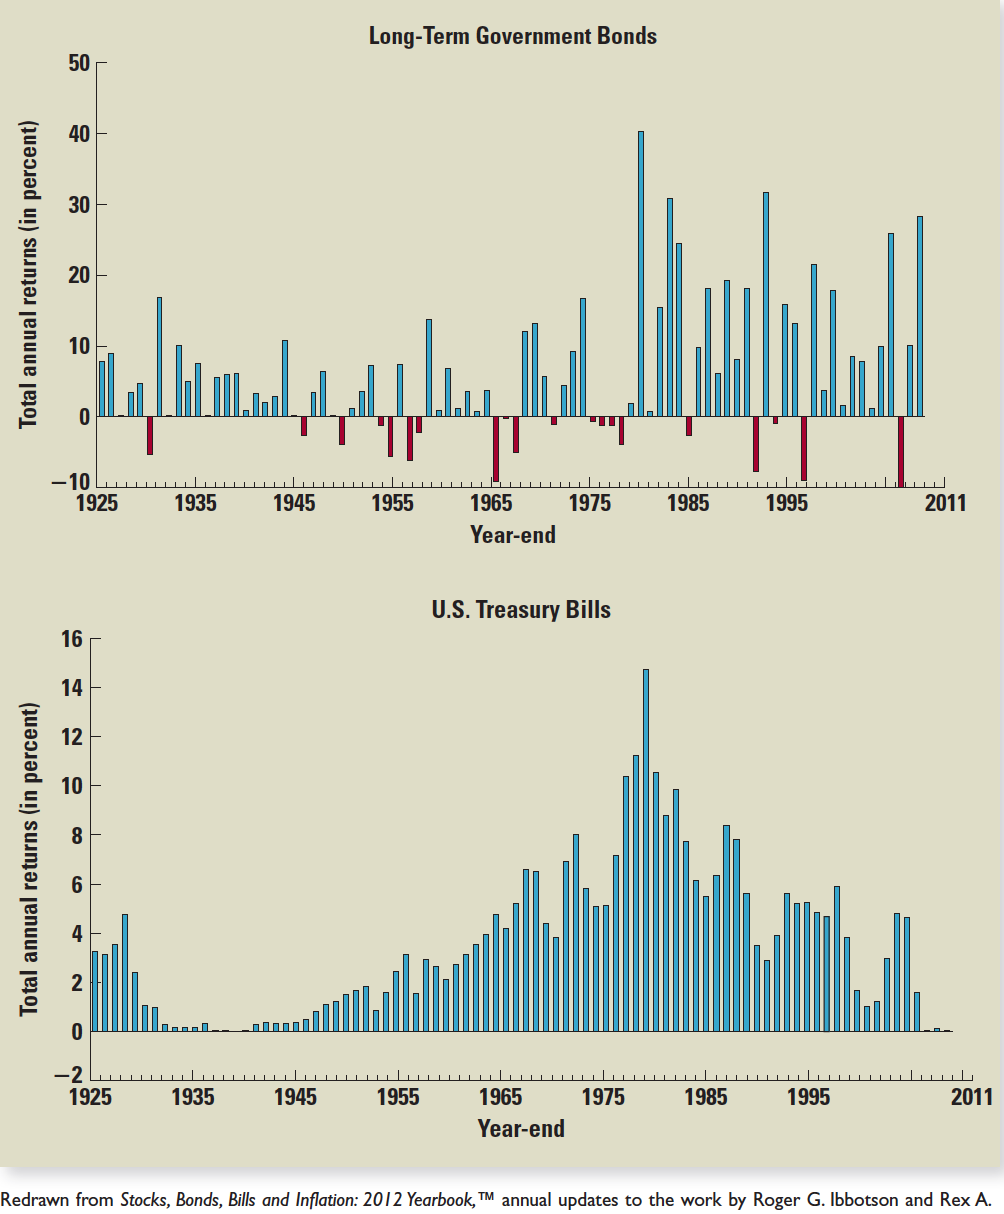 Long-Term Government Bonds
Total annual returns (in percent)
50
40
30
20
10
0
−10
1925 1935 1945 1955 1965 1975 1985 1995 2011
Year-end
U.S. Treasury Bills
Total annual returns (in percent)
16
14
12
10
8
6
4
2
0
−2
1925 1935 1945 1955 1965 1975 1985 1995 2011
Year-end
Redrawn from Stocks, Bonds, Bills and Inflation: 2012 Yearbook,™ annual updates to the work by Roger G. Ibbotson and Rex A.